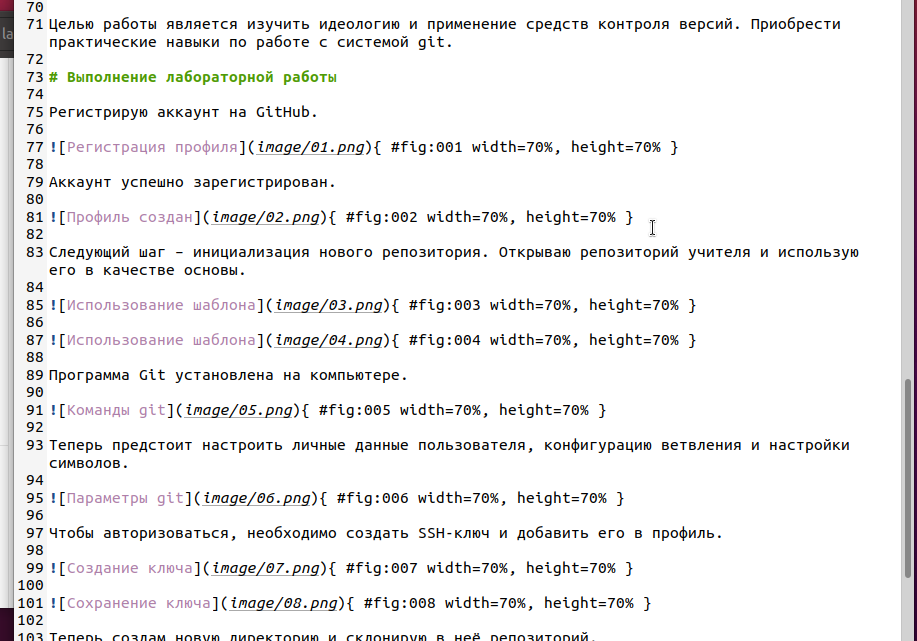 la
70
71 Целью работы является изучить идеологию и применение средств контроля версий. Приобрести
практические навыки по работе с системой git.
72
73 # Выполнение лабораторной работы
74
75 Регистрирую аккаунт на GitHub.
76
77 ![Регистрация профиля](image/01.png){ #fig:001 width=70%, height=70% }
78
79 Аккаунт успешно зарегистрирован.
80
81 ![Профиль создан](image/02.png){ #fig:002 width=70%, height=70% }
82
83 Следующий шаг – инициализация нового репозитория. Открываю репозиторий учителя и использую
его в качестве основы.
84
85 ![Использование шаблона](image/03.png){ #fig:003 width=70%, height=70% }
86
87 ![Использование шаблона](image/04.png){ #fig:004 width=70%, height=70% }
88
89 Программа Git установлена на компьютере.
90
91 ![Команды git](image/05.png){ #fig:005 width=70%, height=70% }
92
93 Теперь предстоит настроить личные данные пользователя, конфигурацию ветвления и настройки
символов.
94
95 ![Параметры git](image/06.png){ #fig:006 width=70%, height=70% }
96
97 Чтобы авторизоваться, необходимо создать SSH-ключ и добавить его в профиль.
98
99 ![Создание ключа](image/07.png){ #fig:007 width=70%, height=70% }
100
101 ![Сохранение ключа](image/08.png){ #fig:008 width=70%, height=70% }
102
103 Теперь создам новую директорию и склонирую в неё репозиторий.